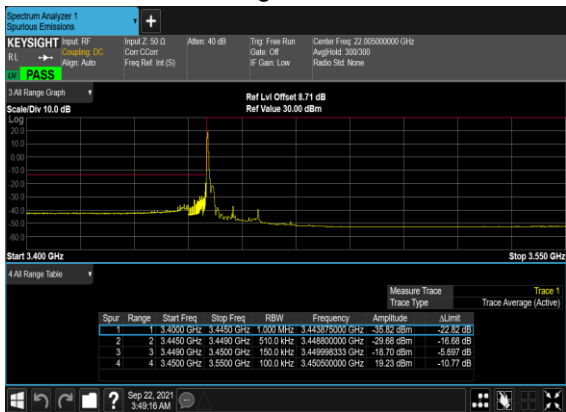 Spectrum Analyzer 1
Spurious Emissions
+
KEYSIGHT Input: RF Input Z: 50 Ω Atten: 40 dB Trig: Free Run Center Freq: 22.005000000 GHz
RL Coupling: DC Corr CCorr Gate: Off Avg|Hold: 300/300
Align: Auto Freq Ref: Int (S) IF Gain: Low Radio Std: None
PASS
3 All Range Graph
Ref Lvl Offset 8.71 dB
Scale/Div 10.0 dB Ref Value 30.00 dBm
Log
20.0
10.0
0.00
-10.0
-20.0
-30.0
-40.0
-50.0
-60.0
Start 3.400 GHz Stop 3.550 GHz
4 All Range Table
Measure Trace Trace 1
Trace Type Trace Average (Active)
Spur Range Start Freq Stop Freq RBW Frequency Amplitude ΔLimit
1 1 3.4000 GHz 3.4450 GHz 1.000 MHz 3.443875000 GHz -35.82 dBm -22.82 dB
2 2 3.4450 GHz 3.4490 GHz 510.0 kHz 3.448800000 GHz -29.68 dBm -16.68 dB
3 3 3.4490 GHz 3.4500 GHz 150.0 kHz 3.449998333 GHz -18.70 dBm -5.697 dB
4 4 3.4500 GHz 3.5500 GHz 100.0 kHz 3.450500000 GHz 19.23 dBm -10.77 dB
? Sep 22, 2021
3:49:16 AM